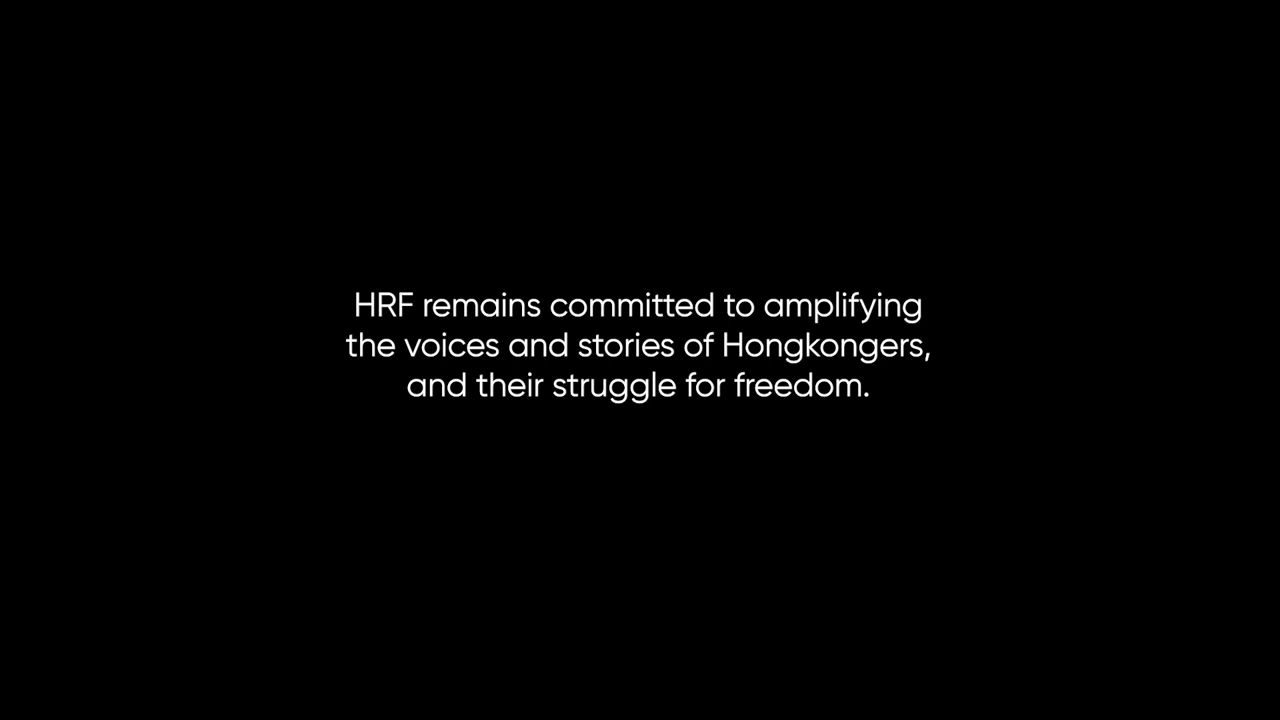 HRF remains committed to amplifying
the voices and stories of Hongkongers,
and their struggle for freedom.